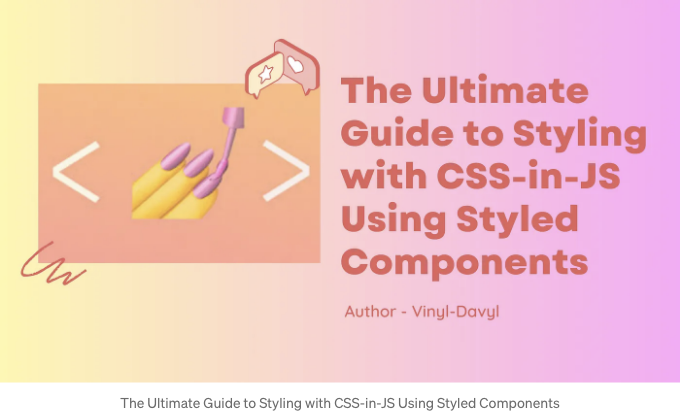 The Ultimate
Guide to Styling
with CSS-in-JS
Using Styled
Components
Author - Vinyl-Davyl
The Ultimate Guide to Styling with CSS-in-JS Using Styled Components